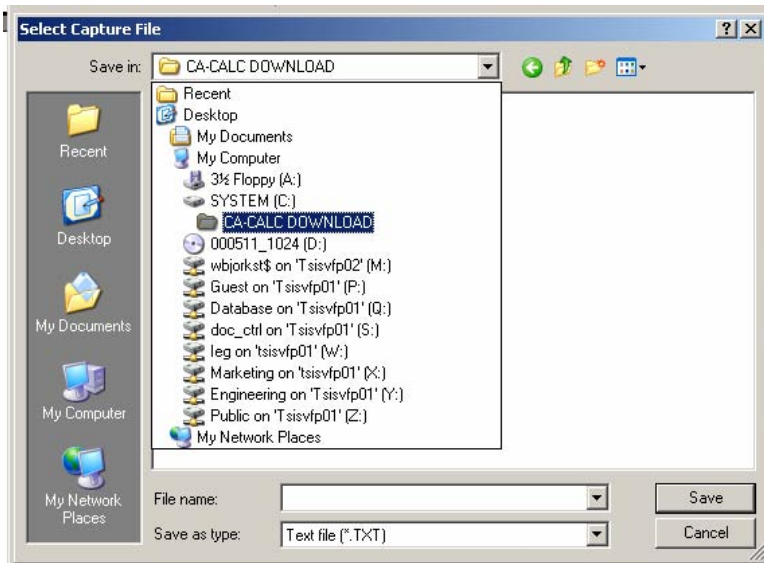 Select Capture File
Save in: CA-CALC DOWNLOAD
Recent
Desktop
My Documents
My Computer
My Network Places
Recent
Desktop
My Documents
My Computer
3½ Floppy (A:)
SYSTEM (C:)
CA-CALC DOWNLOAD
000511_1024 (D:)
wbjorkst$ on 'Tsisvfp02' (M:)
Guest on 'Tsisvfp01' (P:)
Database on 'Tsisvfp01' (Q:)
doc_ctrl on 'Tsisvfp01' (S:)
leg on 'tsisvfp01' (W:)
Marketing on 'tsisvfp01' (X:)
Engineering on 'Tsisvfp01' (Y:)
Public on 'Tsisvfp01' (Z:)
My Network Places
File name:
Save
Save as type: Text file (*.TXT)
Cancel